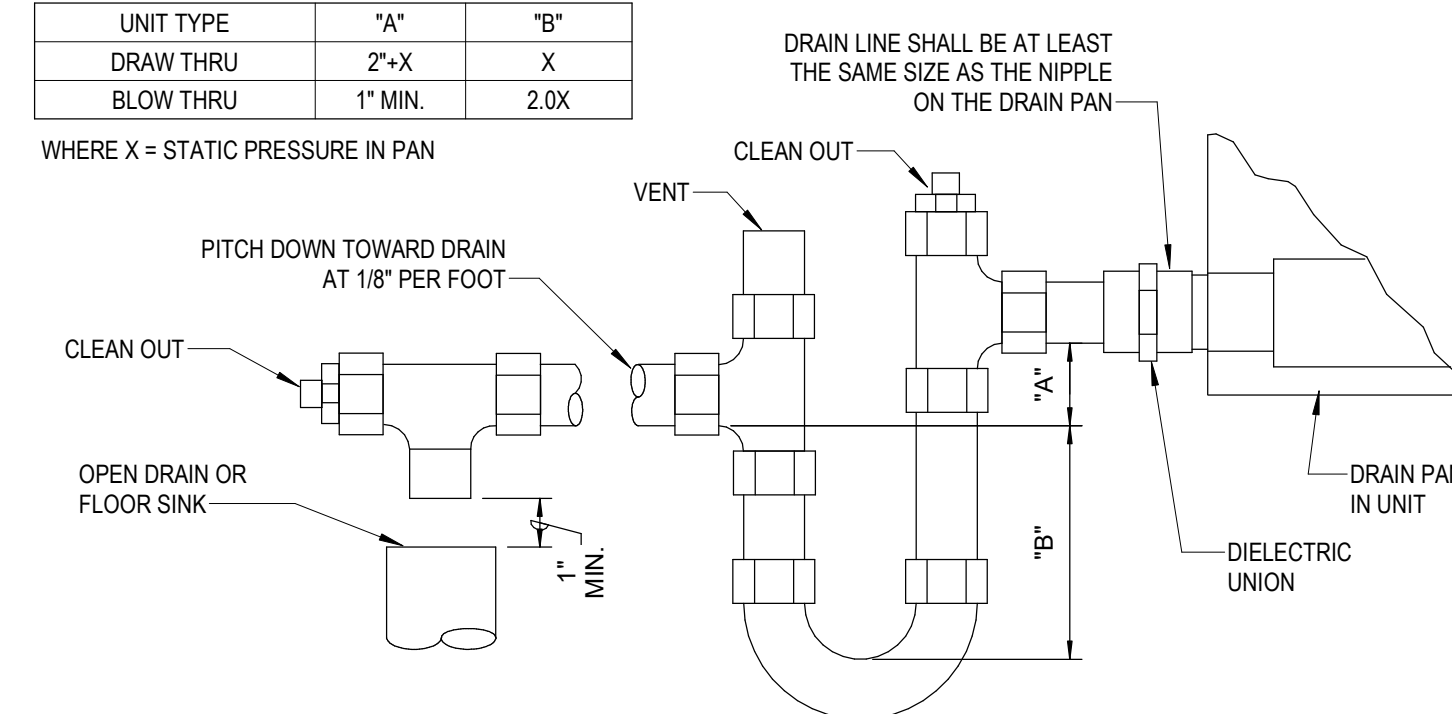 UNIT TYPE "A" "B"
DRAW THRU 2"+X X
BLOW THRU 1" MIN. 2.0X
WHERE X = STATIC PRESSURE IN PAN
DRAIN LINE SHALL BE AT LEAST
THE SAME SIZE AS THE NIPPLE
ON THE DRAIN PAN
CLEAN OUT
VENT
PITCH DOWN TOWARD DRAIN
AT 1/8" PER FOOT
CLEAN OUT
"A"
OPEN DRAIN OR
FLOOR SINK
1"
MIN.
"B"
DRAIN PAN
IN UNIT
DIELECTRIC
UNION